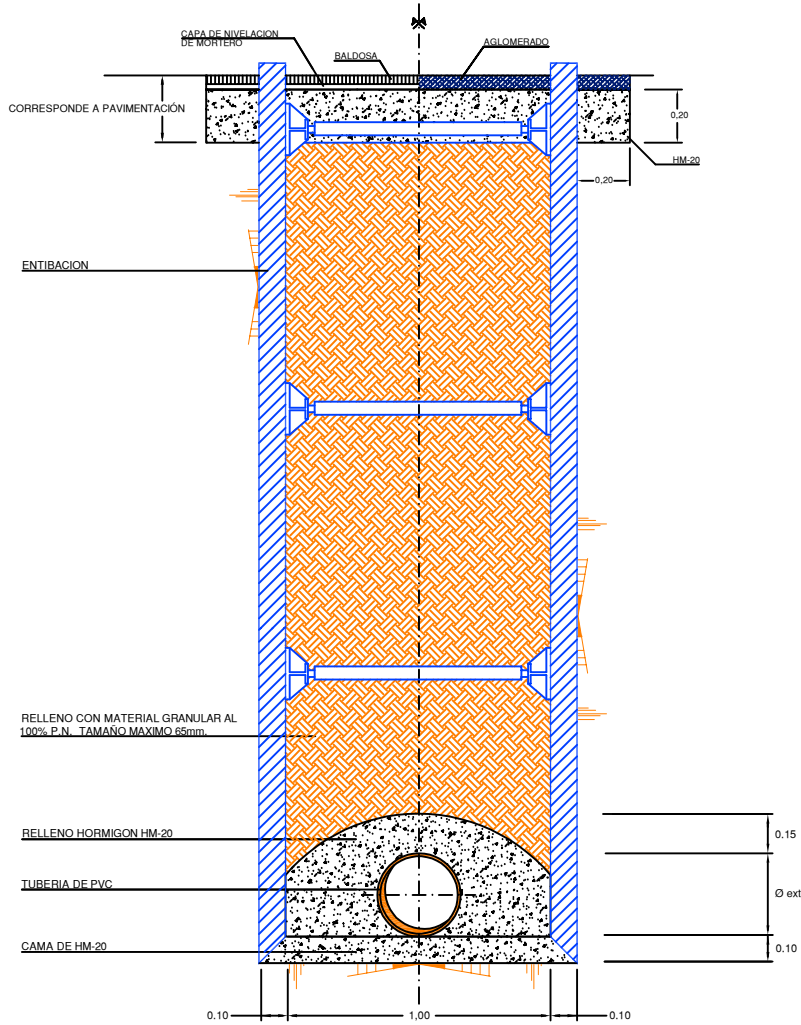 CAPA DE NIVELACION
DE MORTERO
BALDOSA
AGLOMERADO
CORRESPONDE A PAVIMENTACIÓN
0,20
HM-20
0,20
ENTIBACION
RELLENO CON MATERIAL GRANULAR AL
100% P.N. TAMAÑO MAXIMO 65mm.
RELLENO HORMIGON HM-20
0.15
TUBERIA DE PVC
Ø ext
CAMA DE HM-20
0.10
0.10
1,00
0.10